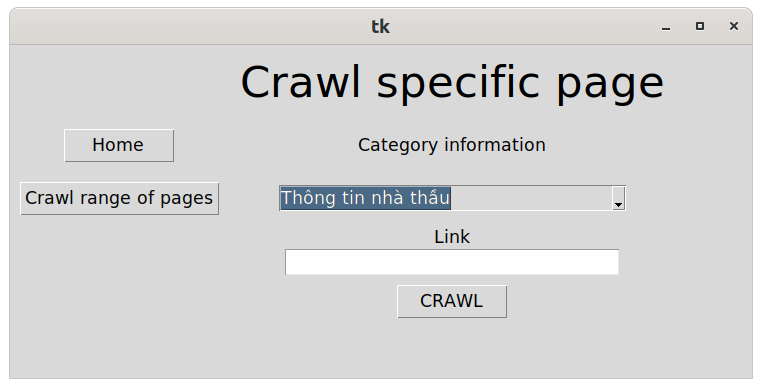 tk
Crawl specific page
Home
Category information
Crawl range of pages
Thông tin nhà thầu
Link
CRAWL